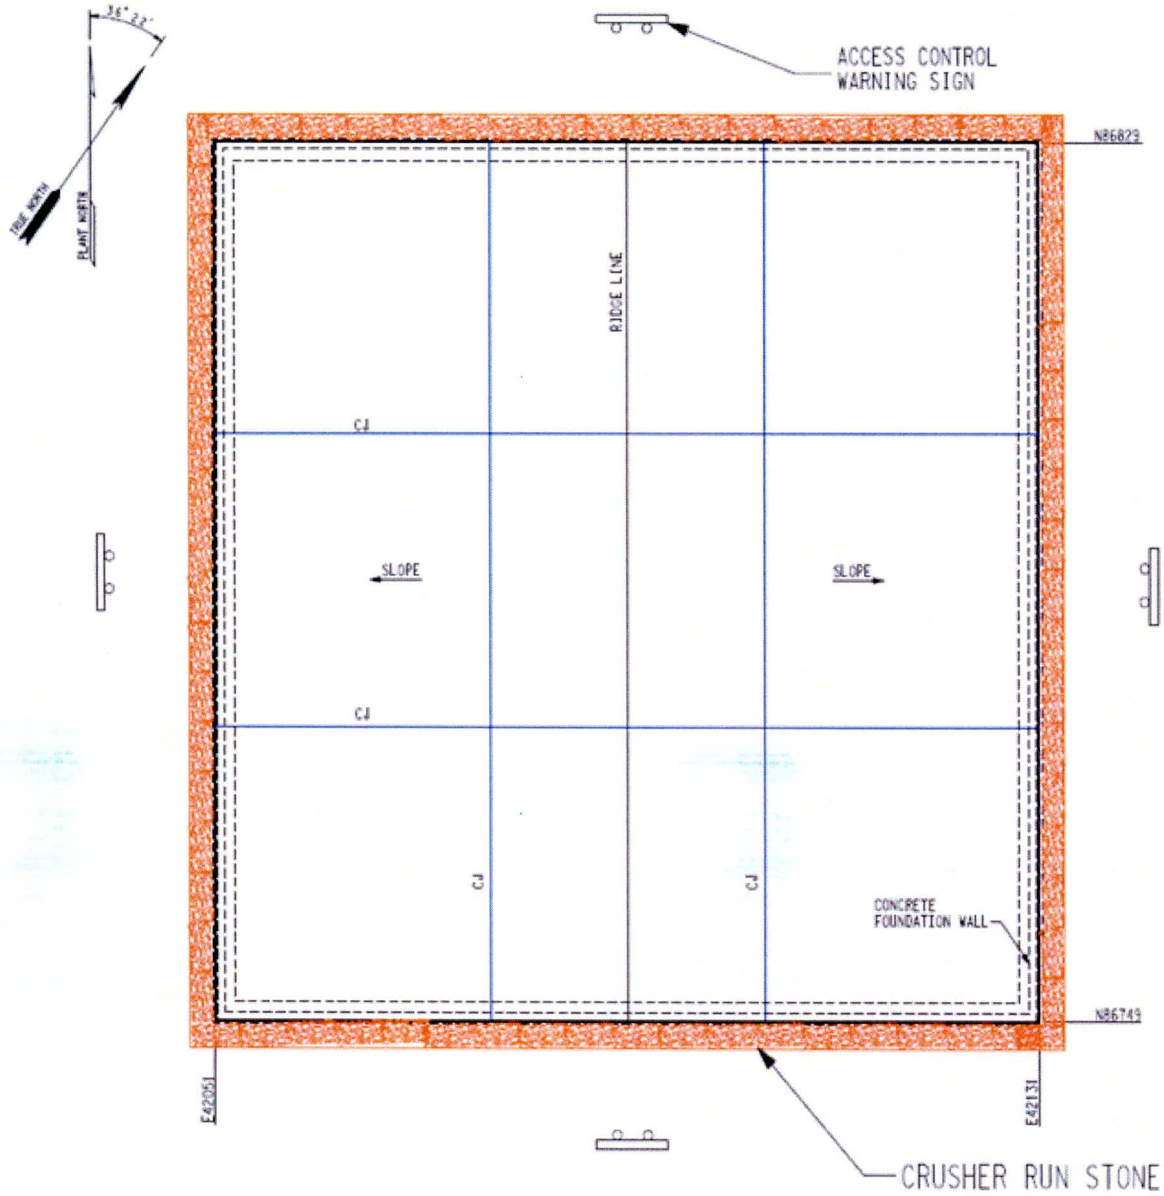 36° 22'
ACCESS CONTROL
WARNING SIGN
N86829
TRUE NORTH
PLANT NORTH
RIDGE LINE
CJ
SLOPE
SLOPE
CJ
CJ
CJ
CONCRETE
FOUNDATION WALL
N86749
E42051
E42131
CRUSHER RUN STONE